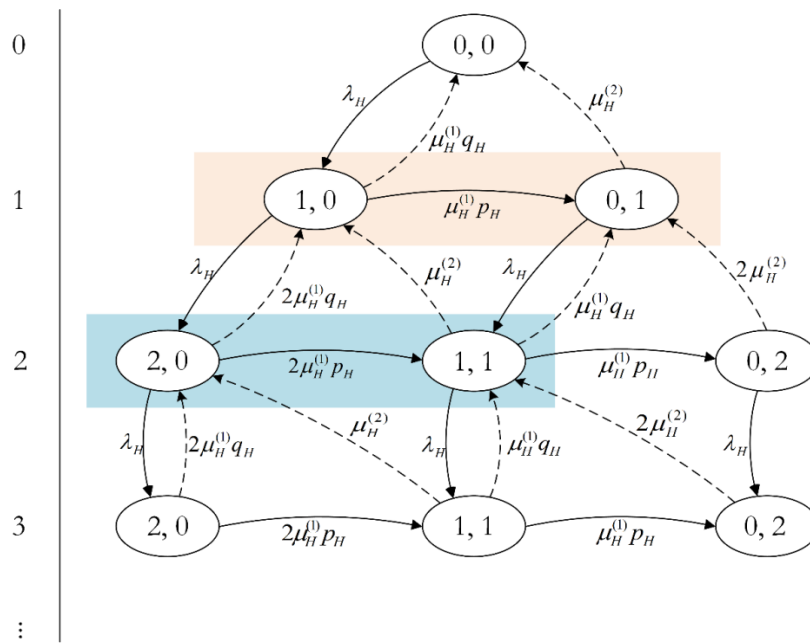 0
0, 0
λ_H
μ_H^(1) q_H
μ_H^(2)
1
1, 0
μ_H^(1) p_H
0, 1
λ_H
2μ_H^(1) q_H
μ_H^(2)
λ_H
μ_H^(1) q_H
2μ_H^(2)
2
2, 0
2μ_H^(1) p_H
1, 1
μ_H^(1) p_H
0, 2
λ_H
2μ_H^(1) q_H
μ_H^(2)
λ_H
μ_H^(1) q_H
2μ_H^(2)
λ_H
3
2, 0
2μ_H^(1) p_H
1, 1
μ_H^(1) p_H
0, 2
...